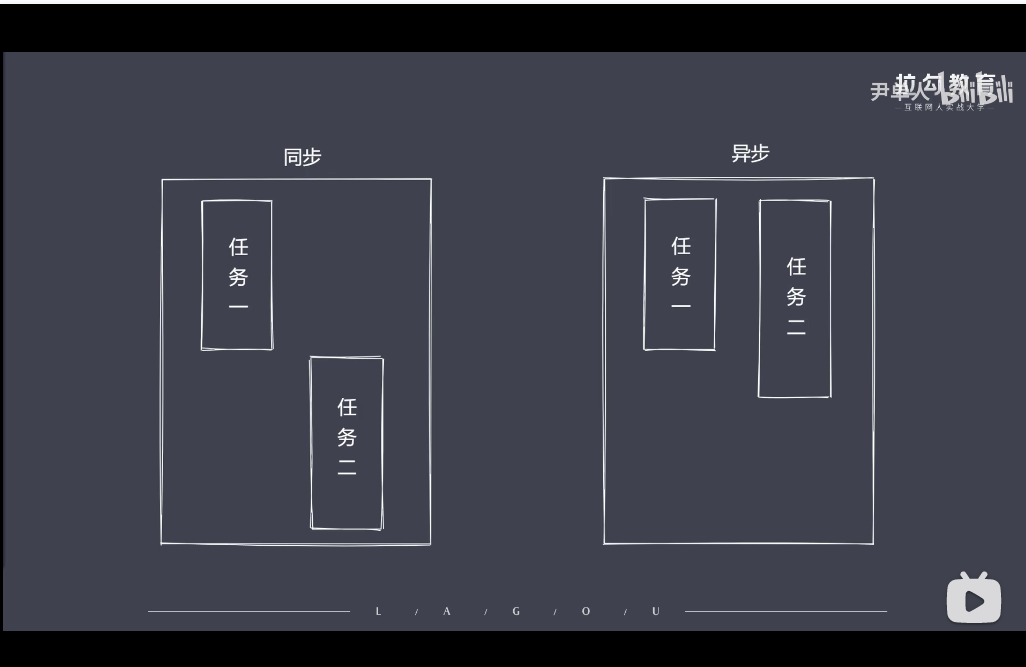 拉勾教育
尹单人
bilibili
互联网人实战大学
同步
异步
任务一
任务二
任务一
任务二
L / A / G / O / U